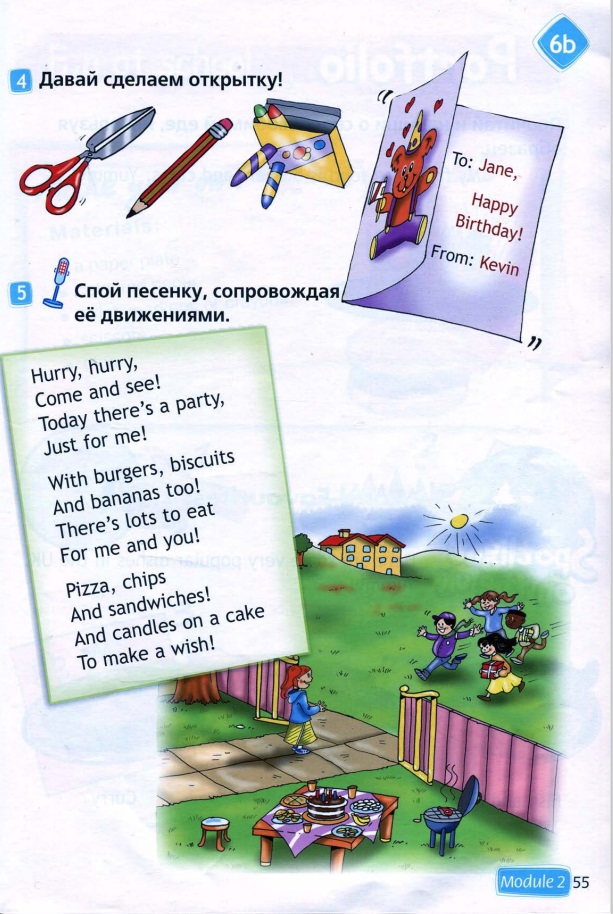 6b
4 Давай сделаем открытку!
To: Jane,
Happy
Birthday!
From: Kevin
5 Спой песенку, сопровождая
её движениями.
Hurry, hurry,
Come and see!
Today there's a party,
Just for me!
With burgers, biscuits
And bananas too!
There's lots to eat
For me and you!
Pizza, chips
And sandwiches!
And candles on a cake
To make a wish!
Module 2 55